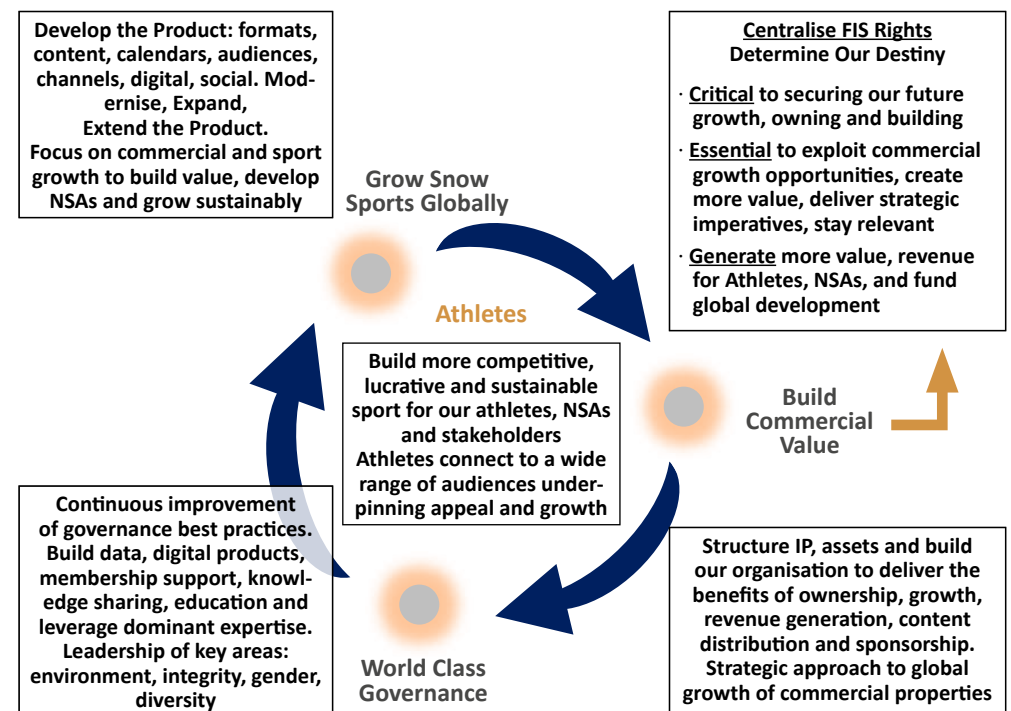 Develop the Product: formats,
content, calendars, audiences,
channels, digital, social. Mod-
ernise, Expand,
Extend the Product.
Focus on commercial and sport
growth to build value, develop
NSAs and grow sustainably
Centralise FIS Rights
Determine Our Destiny
· Critical to securing our future
growth, owning and building
· Essential to exploit commercial
growth opportunities, create
more value, deliver strategic
imperatives, stay relevant
· Generate more value, revenue
for Athletes, NSAs, and fund
global development
Grow Snow
Sports Globally
Athletes
Build more competitive,
lucrative and sustainable
sport for our athletes, NSAs
and stakeholders
Athletes connect to a wide
range of audiences under-
pinning appeal and growth
Build
Commercial
Value
Continuous improvement
of governance best practices.
Build data, digital products,
membership support, knowl-
edge sharing, education and
leverage dominant expertise.
Leadership of key areas:
environment, integrity, gender,
diversity
World Class
Governance
Structure IP, assets and build
our organisation to deliver the
benefits of ownership, growth,
revenue generation, content
distribution and sponsorship.
Strategic approach to global
growth of commercial properties